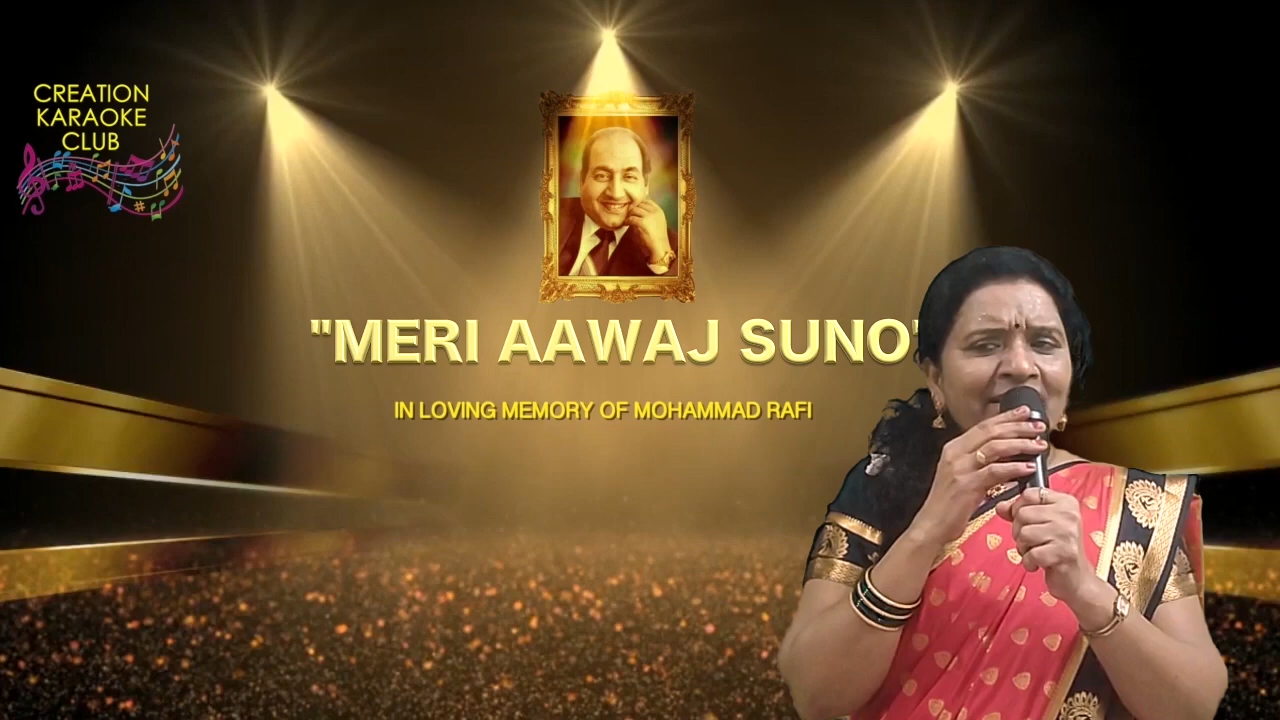 CREATION
KARAOKE
CLUB
"MERI AAWAJ SUNO"
IN LOVING MEMORY OF MOHAMMAD RAFI